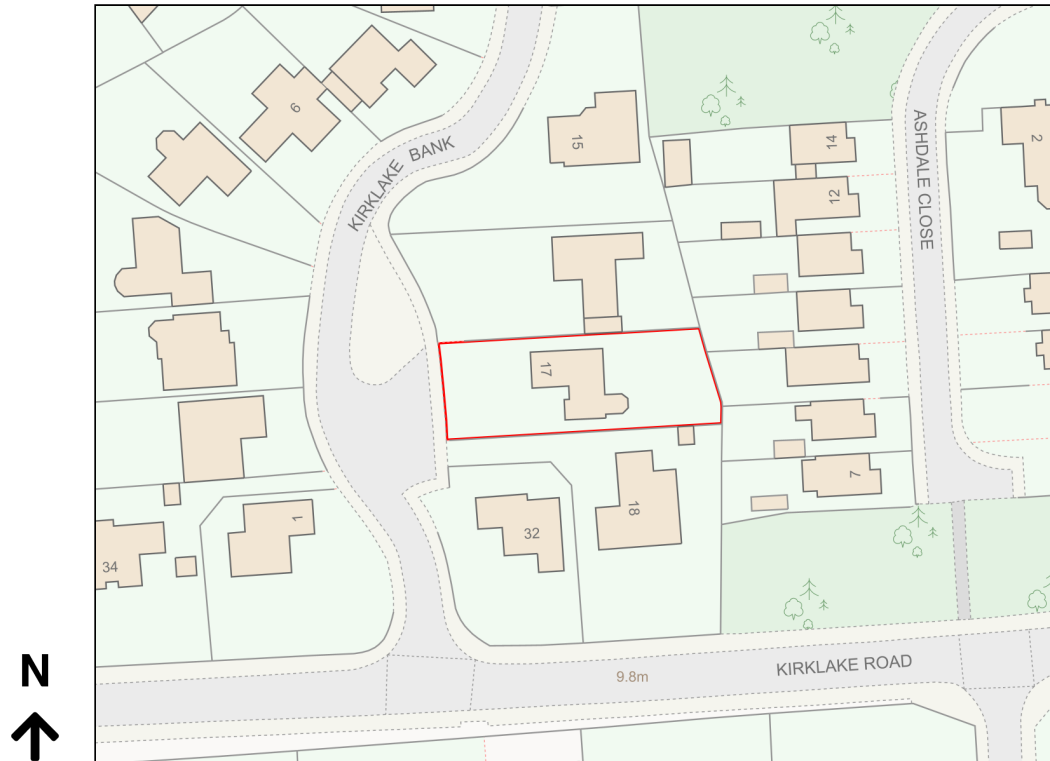 6
KIRKLAKE BANK
15
14
12
ASHDALE CLOSE
2
17
18
7
1
32
34
N
KIRKLAKE ROAD
9.8m